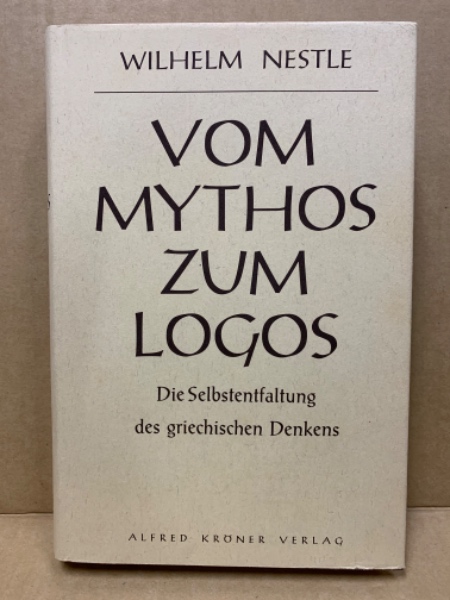 WILHELM NESTLE
VOM
MYTHOS
ZUM
LOGOS
Die Selbstentfaltung
des griechischen Denkens
ALFRED KRÖNER VERLAG